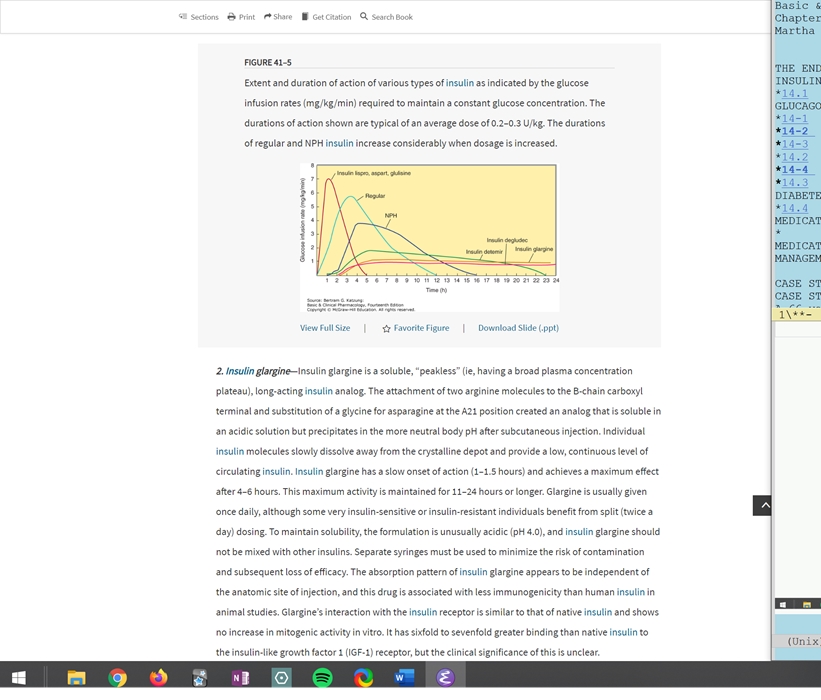 Sections Print Share Get Citation Search Book
FIGURE 41–5
Extent and duration of action of various types of insulin as indicated by the glucose
infusion rates (mg/kg/min) required to maintain a constant glucose concentration. The
durations of action shown are typical of an average dose of 0.2–0.3 U/kg. The durations
of regular and NPH insulin increase considerably when dosage is increased.
Glucose infusion rate (mg/kg/min)
8
7
6
5
4
3
2
1
Insulin lispro, aspart, glulisine
Regular
NPH
Insulin degludec
Insulin detemir
Insulin glargine
1 2 3 4 5 6 7 8 9 10 11 12 13 14 15 16 17 18 19 20 21 22 23 24
Time (h)
Source: Bertram G. Katzung:
Basic & Clinical Pharmacology, Fourteenth Edition
Copyright © McGraw-Hill Education. All rights reserved.
View Full Size | Favorite Figure | Download Slide (.ppt)
2. Insulin glargine—Insulin glargine is a soluble, “peakless” (ie, having a broad plasma concentration
plateau), long-acting insulin analog. The attachment of two arginine molecules to the B-chain carboxyl
terminal and substitution of a glycine for asparagine at the A21 position created an analog that is soluble in
an acidic solution but precipitates in the more neutral body pH after subcutaneous injection. Individual
insulin molecules slowly dissolve away from the crystalline depot and provide a low, continuous level of
circulating insulin. Insulin glargine has a slow onset of action (1–1.5 hours) and achieves a maximum effect
after 4–6 hours. This maximum activity is maintained for 11–24 hours or longer. Glargine is usually given
once daily, although some very insulin-sensitive or insulin-resistant individuals benefit from split (twice a
day) dosing. To maintain solubility, the formulation is unusually acidic (pH 4.0), and insulin glargine should
not be mixed with other insulins. Separate syringes must be used to minimize the risk of contamination
and subsequent loss of efficacy. The absorption pattern of insulin glargine appears to be independent of
the anatomic site of injection, and this drug is associated with less immunogenicity than human insulin in
animal studies. Glargine’s interaction with the insulin receptor is similar to that of native insulin and shows
no increase in mitogenic activity in vitro. It has sixfold to sevenfold greater binding than native insulin to
the insulin-like growth factor 1 (IGF-1) receptor, but the clinical significance of this is unclear.
Basic &
Chapter
Martha
THE END
INSULIN
*14.1
GLUCAGO
*14-1
*14-2
*14-3
*14.2
*14-4
*14.3
DIABETE
*14.4
MEDICAT
*
MEDICAT
MANAGEM
CASE ST
CASE ST
1\**-
(Unix